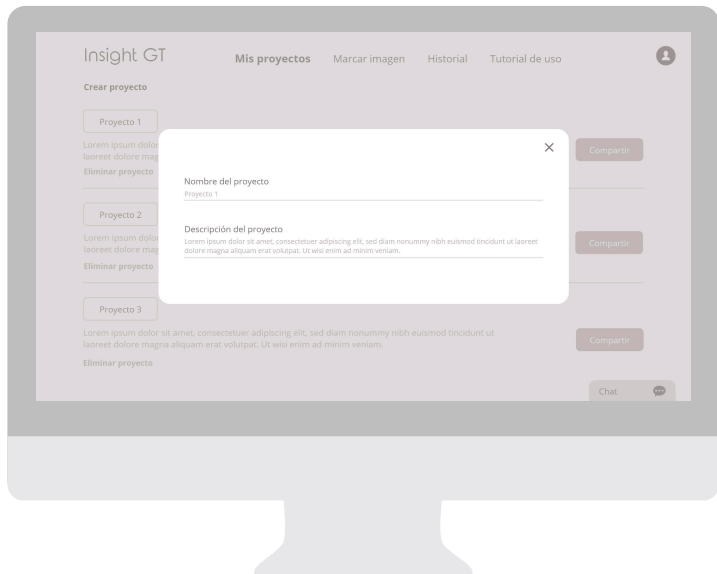 Insight GT
Mis proyectos
Marcar imagen
Historial
Tutorial de uso
Crear proyecto
Proyecto 1
Lorem ipsum dolor
laoreet dolore mag
Compartir
Eliminar proyecto
Nombre del proyecto
Proyecto 1
Descripción del proyecto
Lorem ipsum dolor sit amet, consectetuer adipiscing elit, sed diam nonummy nibh euismod tincidunt ut laoreet
dolore magna aliquam erat volutpat. Ut wisi enim ad minim veniam.
Proyecto 2
Lorem ipsum dolor
laoreet dolore mag
Compartir
Eliminar proyecto
Proyecto 3
Lorem ipsum dolor sit amet, consectetuer adipiscing elit, sed diam nonummy nibh euismod tincidunt ut
laoreet dolore magna aliquam erat volutpat. Ut wisi enim ad minim veniam.
Compartir
Eliminar proyecto
Chat